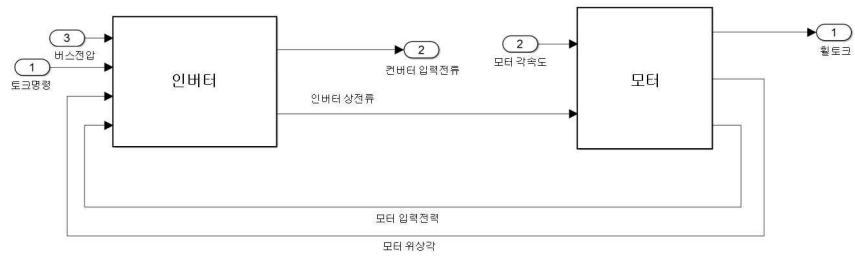 3
버스전압
1
토크명령
인버터
2
컨버터 입력전류
인버터 상전류
2
모터 각속도
모터
1
휠토크
모터 입력전력
모터 위상각